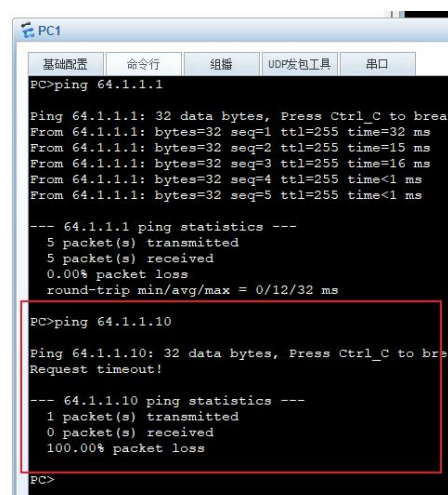 PC1
基础配置 命令行 组播 UDP发包工具 串口
PC>ping 64.1.1.1
Ping 64.1.1.1: 32 data bytes, Press Ctrl_C to brea
From 64.1.1.1: bytes=32 seq=1 ttl=255 time=32 ms
From 64.1.1.1: bytes=32 seq=2 ttl=255 time=15 ms
From 64.1.1.1: bytes=32 seq=3 ttl=255 time=16 ms
From 64.1.1.1: bytes=32 seq=4 ttl=255 time<1 ms
From 64.1.1.1: bytes=32 seq=5 ttl=255 time<1 ms
--- 64.1.1.1 ping statistics ---
5 packet(s) transmitted
5 packet(s) received
0.00% packet loss
round-trip min/avg/max = 0/12/32 ms
PC>ping 64.1.1.10
Ping 64.1.1.10: 32 data bytes, Press Ctrl_C to bre
Request timeout!
--- 64.1.1.10 ping statistics ---
1 packet(s) transmitted
0 packet(s) received
100.00% packet loss
PC>